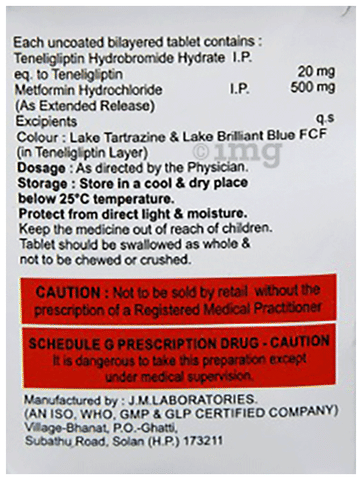 Each uncoated bilayered tablet contains :
Teneligliptin Hydrobromide Hydrate I.P.
eq. to Teneligliptin 20 mg
Metformin Hydrochloride I.P. 500 mg
(As Extended Release)
Excipients q.s
Colour : Lake Tartrazine & Lake Brilliant Blue FCF
(in Teneligliptin Layer)
©img
Dosage : As directed by the Physician.
Storage : Store in a cool & dry place
below 25°C temperature.
Protect from direct light & moisture.
Keep the medicine out of reach of children.
Tablet should be swallowed as whole &
not to be chewed or crushed.
CAUTION : Not to be sold by retail without the
prescription of a Registered Medical Practitioner
SCHEDULE G PRESCRIPTION DRUG - CAUTION
It is dangerous to take this preparation except
under medical supervision.
Manufactured by : J.M.LABORATORIES.
(AN ISO, WHO, GMP & GLP CERTIFIED COMPANY)
Village-Bhanat, P.O.-Ghatti,
Subathu Road, Solan (H.P.) 173211